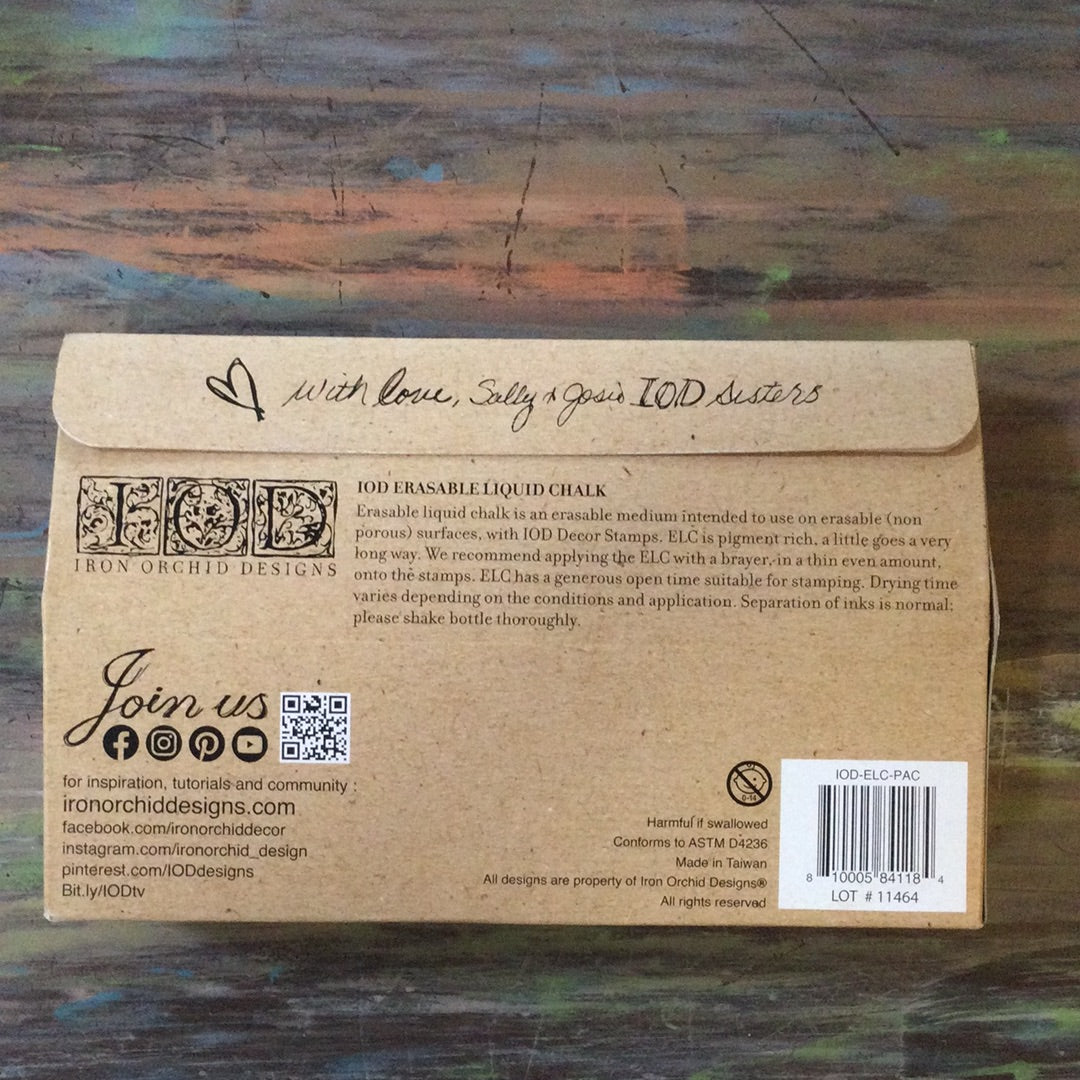 with love, Sally & Josie IOD sisters
IOD
IRON ORCHID DESIGNS
IOD ERASABLE LIQUID CHALK
Erasable liquid chalk is an erasable medium intended to use on erasable (non
porous) surfaces, with IOD Decor Stamps. ELC is pigment rich, a little goes a very
long way. We recommend applying the ELC with a brayer, in a thin even amount,
onto the stamps. ELC has a generous open time suitable for stamping. Drying time
varies depending on the conditions and application. Separation of inks is normal;
please shake bottle thoroughly.
Join us
for inspiration, tutorials and community :
ironorchiddesigns.com
facebook.com/ironorchiddecor
instagram.com/ironorchid_design
pinterest.com/IODdesigns
Bit.ly/IODtv
0-14
Harmful if swallowed
Conforms to ASTM D4236
Made in Taiwan
All designs are property of Iron Orchid Designs®
All rights reserved
IOD-ELC-PAC
8 10005 84118 4
LOT # 11464